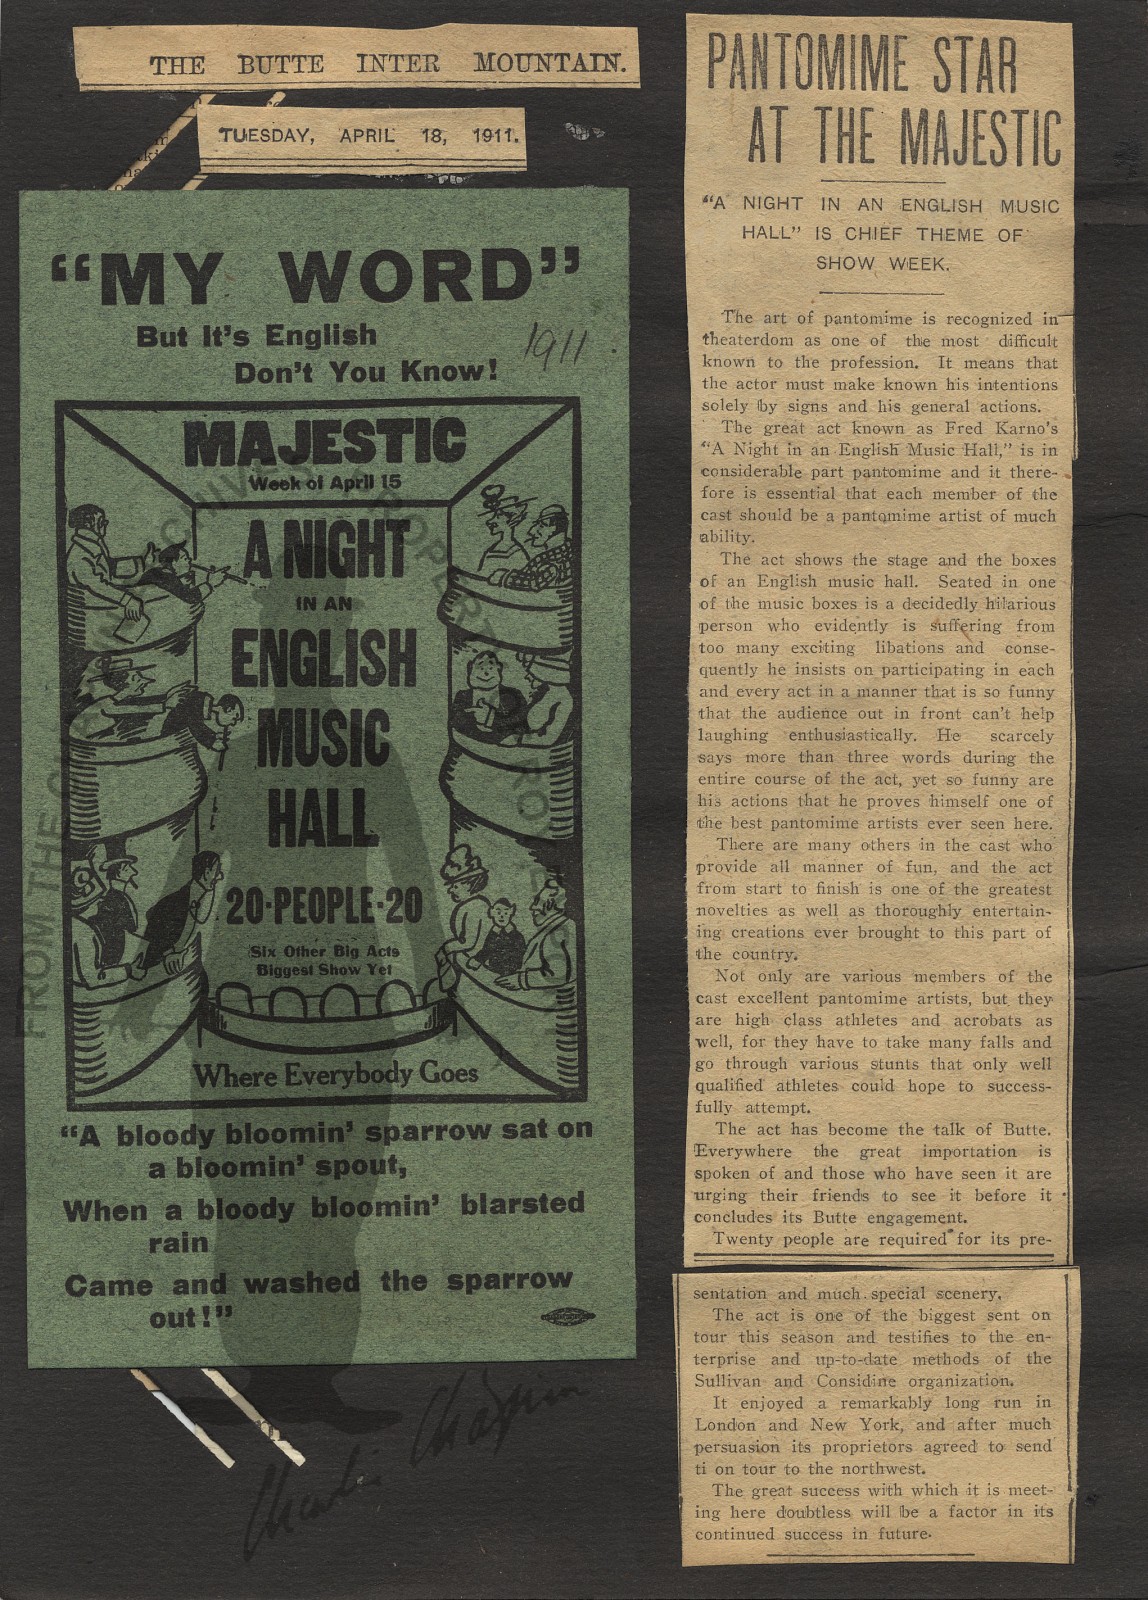 THE BUTTE INTER MOUNTAIN.
TUESDAY, APRIL 18, 1911.
"MY WORD"
But It's English
Don't You Know!
1911
MAJESTIC
Week of April 15
A NIGHT
IN AN
ENGLISH
MUSIC
HALL
20-PEOPLE-20
Six Other Big Acts
Biggest Show Yet
Where Everybody Goes
"A bloody bloomin' sparrow sat on
a bloomin' spout,
When a bloody bloomin' blarsted
rain
Came and washed the sparrow
out!"
FROM THE
ARCHIVES
PROPERTY
Charlie Chaplin
PANTOMIME STAR
AT THE MAJESTIC
"A NIGHT IN AN ENGLISH MUSIC
HALL" IS CHIEF THEME OF
SHOW WEEK.
The art of pantomime is recognized in
theaterdom as one of the most difficult
known to the profession. It means that
the actor must make known his intentions
solely by signs and his general actions.
The great act known as Fred Karno's
"A Night in an English Music Hall," is in
considerable part pantomime and it there-
fore is essential that each member of the
cast should be a pantomime artist of much
ability.
The act shows the stage and the boxes
of an English music hall. Seated in one
of the music boxes is a decidedly hilarious
person who evidently is suffering from
too many exciting libations and conse-
quently he insists on participating in each
and every act in a manner that is so funny
that the audience out in front can't help
laughing enthusiastically. He scarcely
says more than three words during the
entire course of the act, yet so funny are
his actions that he proves himself one of
the best pantomime artists ever seen here.
There are many others in the cast who
provide all manner of fun, and the act
from start to finish is one of the greatest
novelties as well as thoroughly entertain-
ing creations ever brought to this part of
the country.
Not only are various members of the
cast excellent pantomime artists, but they
are high class athletes and acrobats as
well, for they have to take many falls and
go through various stunts that only well
qualified athletes could hope to success-
fully attempt.
The act has become the talk of Butte.
Everywhere the great importation is
spoken of and those who have seen it are
urging their friends to see it before it
concludes its Butte engagement.
Twenty people are required for its pre-
sentation and much special scenery.
The act is one of the biggest sent on
tour this season and testifies to the en-
terprise and up-to-date methods of the
Sullivan and Considine organization.
It enjoyed a remarkably long run in
London and New York, and after much
persuasion its proprietors agreed to send
ti on tour to the northwest.
The great success with which it is meet-
ing here doubtless will be a factor in its
continued success in future.